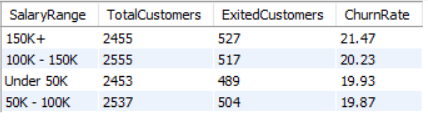 SalaryRange TotalCustomers ExitedCustomers ChurnRate
150K+ 2455 527 21.47
100K - 150K 2555 517 20.23
Under 50K 2453 489 19.93
50K - 100K 2537 504 19.87